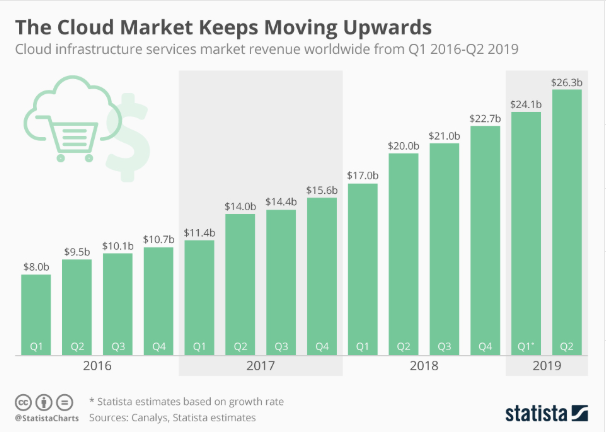 The Cloud Market Keeps Moving Upwards
Cloud infrastructure services market revenue worldwide from Q1 2016-Q2 2019
$
$8.0b $9.5b $10.1b $10.7b $11.4b $14.0b $14.4b $15.6b $17.0b $20.0b $21.0b $22.7b $24.1b $26.3b
Q1 Q2 Q3 Q4 Q1 Q2 Q3 Q4 Q1 Q2 Q3 Q4 Q1* Q2
2016 2017 2018 2019
cc
@StatistaCharts
* Statista estimates based on growth rate
Sources: Canalys, Statista estimates
statista